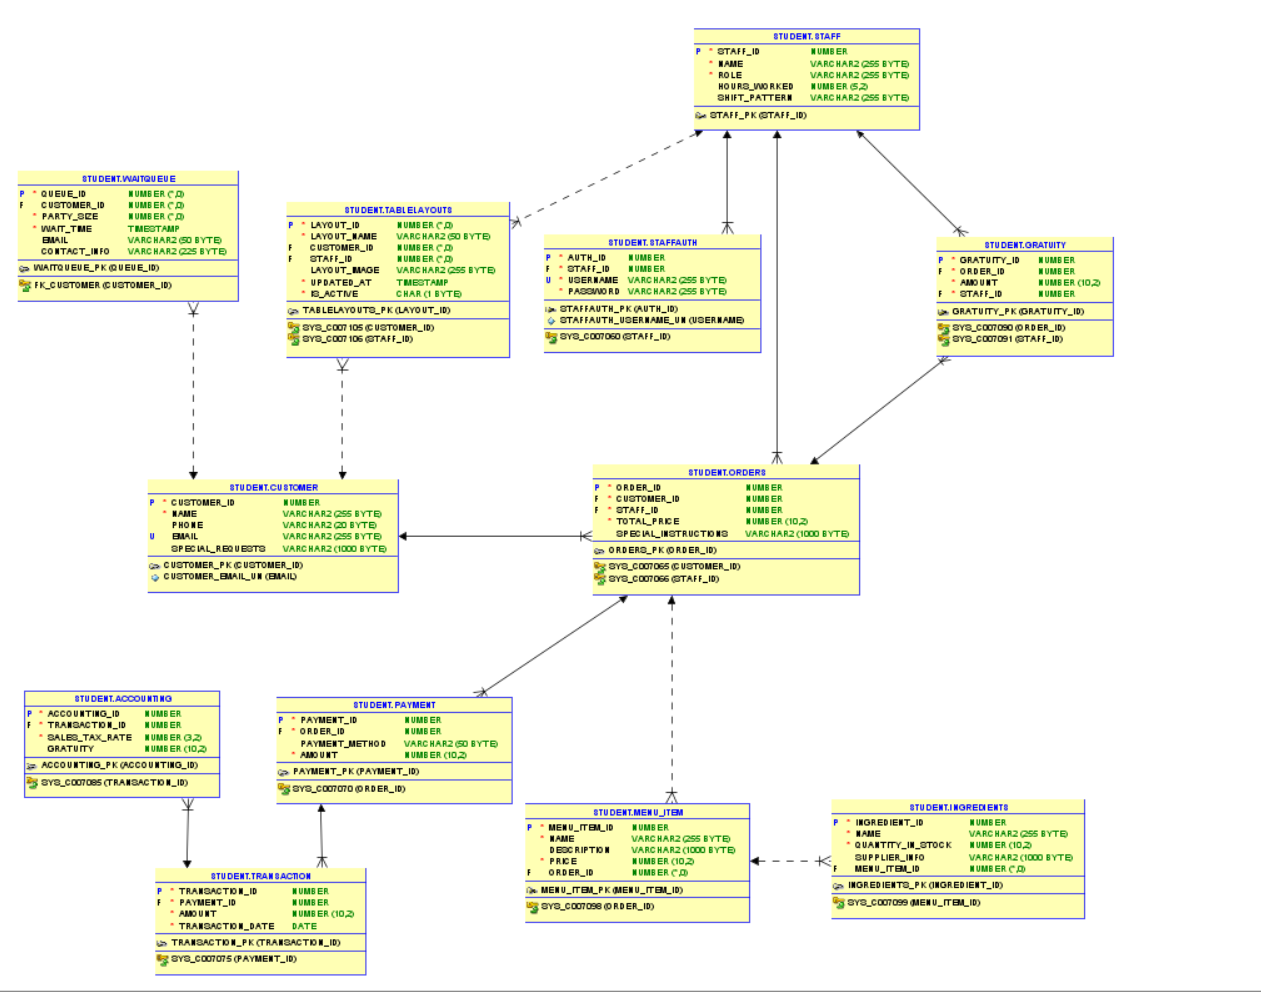 STUDENT.STAFF
P * STAFF_ID NUMBER
* NAME VARCHAR2 (255 BYTE)
* ROLE VARCHAR2 (255 BYTE)
HOURS_WORKED NUMBER (5,2)
SHIFT_PATTERN VARCHAR2 (255 BYTE)
STAFF_PK (STAFF_ID)
STUDENT.WAITQUEUE
P * QUEUE_ID NUMBER (*,0)
F * CUSTOMER_ID NUMBER (*,0)
* PARTY_SIZE NUMBER (*,0)
* WAIT_TIME TIMESTAMP
EMAIL VARCHAR2 (50 BYTE)
CONTACT_INFO VARCHAR2 (225 BYTE)
WAITQUEUE_PK (QUEUE_ID)
FK_CUSTOMER (CUSTOMER_ID)
STUDENT.TABLELAYOUTS
P * LAYOUT_ID NUMBER (*,0)
* LAYOUT_NAME VARCHAR2 (50 BYTE)
F CUSTOMER_ID NUMBER (*,0)
F STAFF_ID NUMBER (*,0)
LAYOUT_IMAGE VARCHAR2 (255 BYTE)
* UPDATED_AT TIMESTAMP
* IS_ACTIVE CHAR (1 BYTE)
TABLELAYOUTS_PK (LAYOUT_ID)
SYS_C007105 (CUSTOMER_ID)
SYS_C007106 (STAFF_ID)
STUDENT.STAFFAUTH
P * AUTH_ID NUMBER
F * STAFF_ID NUMBER
U * USERNAME VARCHAR2 (255 BYTE)
* PASSWORD VARCHAR2 (255 BYTE)
STAFFAUTH_PK (AUTH_ID)
STAFFAUTH_USERNAME_UN (USERNAME)
SYS_C007060 (STAFF_ID)
STUDENT.GRATUITY
P * GRATUITY_ID NUMBER
F * ORDER_ID NUMBER
* AMOUNT NUMBER (10,2)
F * STAFF_ID NUMBER
GRATUITY_PK (GRATUITY_ID)
SYS_C007090 (ORDER_ID)
SYS_C007091 (STAFF_ID)
STUDENT.CUSTOMER
P * CUSTOMER_ID NUMBER
* NAME VARCHAR2 (255 BYTE)
PHONE VARCHAR2 (20 BYTE)
U EMAIL VARCHAR2 (255 BYTE)
SPECIAL_REQUESTS VARCHAR2 (1000 BYTE)
CUSTOMER_PK (CUSTOMER_ID)
CUSTOMER_EMAIL_UN (EMAIL)
STUDENT.ORDERS
P * ORDER_ID NUMBER
F * CUSTOMER_ID NUMBER
F * STAFF_ID NUMBER
* TOTAL_PRICE NUMBER (10,2)
SPECIAL_INSTRUCTIONS VARCHAR2 (1000 BYTE)
ORDERS_PK (ORDER_ID)
SYS_C007065 (CUSTOMER_ID)
SYS_C007066 (STAFF_ID)
STUDENT.ACCOUNTING
P * ACCOUNTING_ID NUMBER
F * TRANSACTION_ID NUMBER
* SALES_TAX_RATE NUMBER (3,2)
GRATUITY NUMBER (10,2)
ACCOUNTING_PK (ACCOUNTING_ID)
SYS_C007085 (TRANSACTION_ID)
STUDENT.PAYMENT
P * PAYMENT_ID NUMBER
F * ORDER_ID NUMBER
PAYMENT_METHOD VARCHAR2 (50 BYTE)
* AMOUNT NUMBER (10,2)
PAYMENT_PK (PAYMENT_ID)
SYS_C007070 (ORDER_ID)
STUDENT.MENU_ITEM
P * MENU_ITEM_ID NUMBER
* NAME VARCHAR2 (255 BYTE)
DESCRIPTION VARCHAR2 (1000 BYTE)
* PRICE NUMBER (10,2)
F ORDER_ID NUMBER (*,0)
MENU_ITEM_PK (MENU_ITEM_ID)
SYS_C007098 (ORDER_ID)
STUDENT.INGREDIENTS
P * INGREDIENT_ID NUMBER
* NAME VARCHAR2 (255 BYTE)
* QUANTITY_IN_STOCK NUMBER (10,2)
SUPPLIER_INFO VARCHAR2 (1000 BYTE)
F MENU_ITEM_ID NUMBER (*,0)
INGREDIENTS_PK (INGREDIENT_ID)
SYS_C007099 (MENU_ITEM_ID)
STUDENT.TRANSACTION
P * TRANSACTION_ID NUMBER
F * PAYMENT_ID NUMBER
* AMOUNT NUMBER (10,2)
* TRANSACTION_DATE DATE
TRANSACTION_PK (TRANSACTION_ID)
SYS_C007075 (PAYMENT_ID)